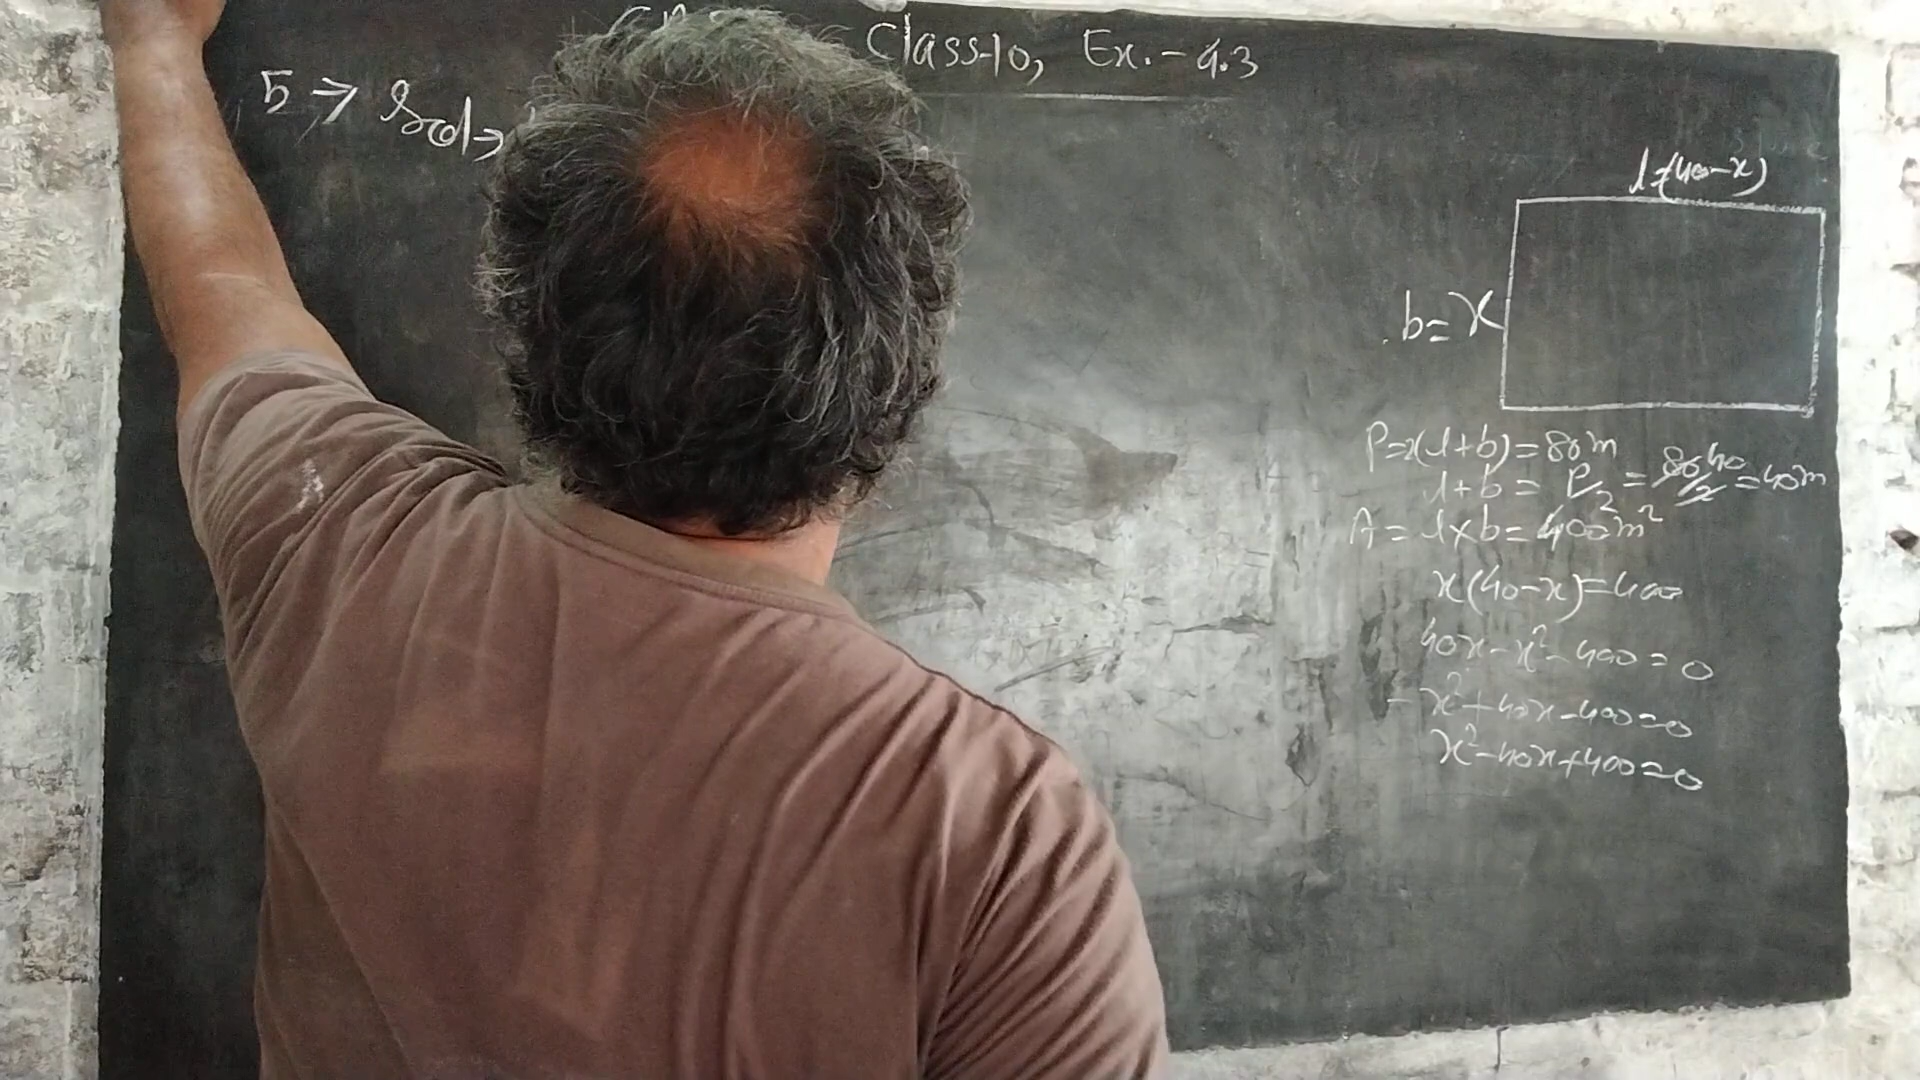 Class-10, Ex.-4.3
5 ⇒ Sol→
l=(40-x)
b=x
P=2(l+b)=80m
l+b = P/2 = 80/2 40 =40m
A = l×b = 400m²
x(40-x)=400
40x-x²-400=0
-x²+40x-400=0
x²-40x+400=0